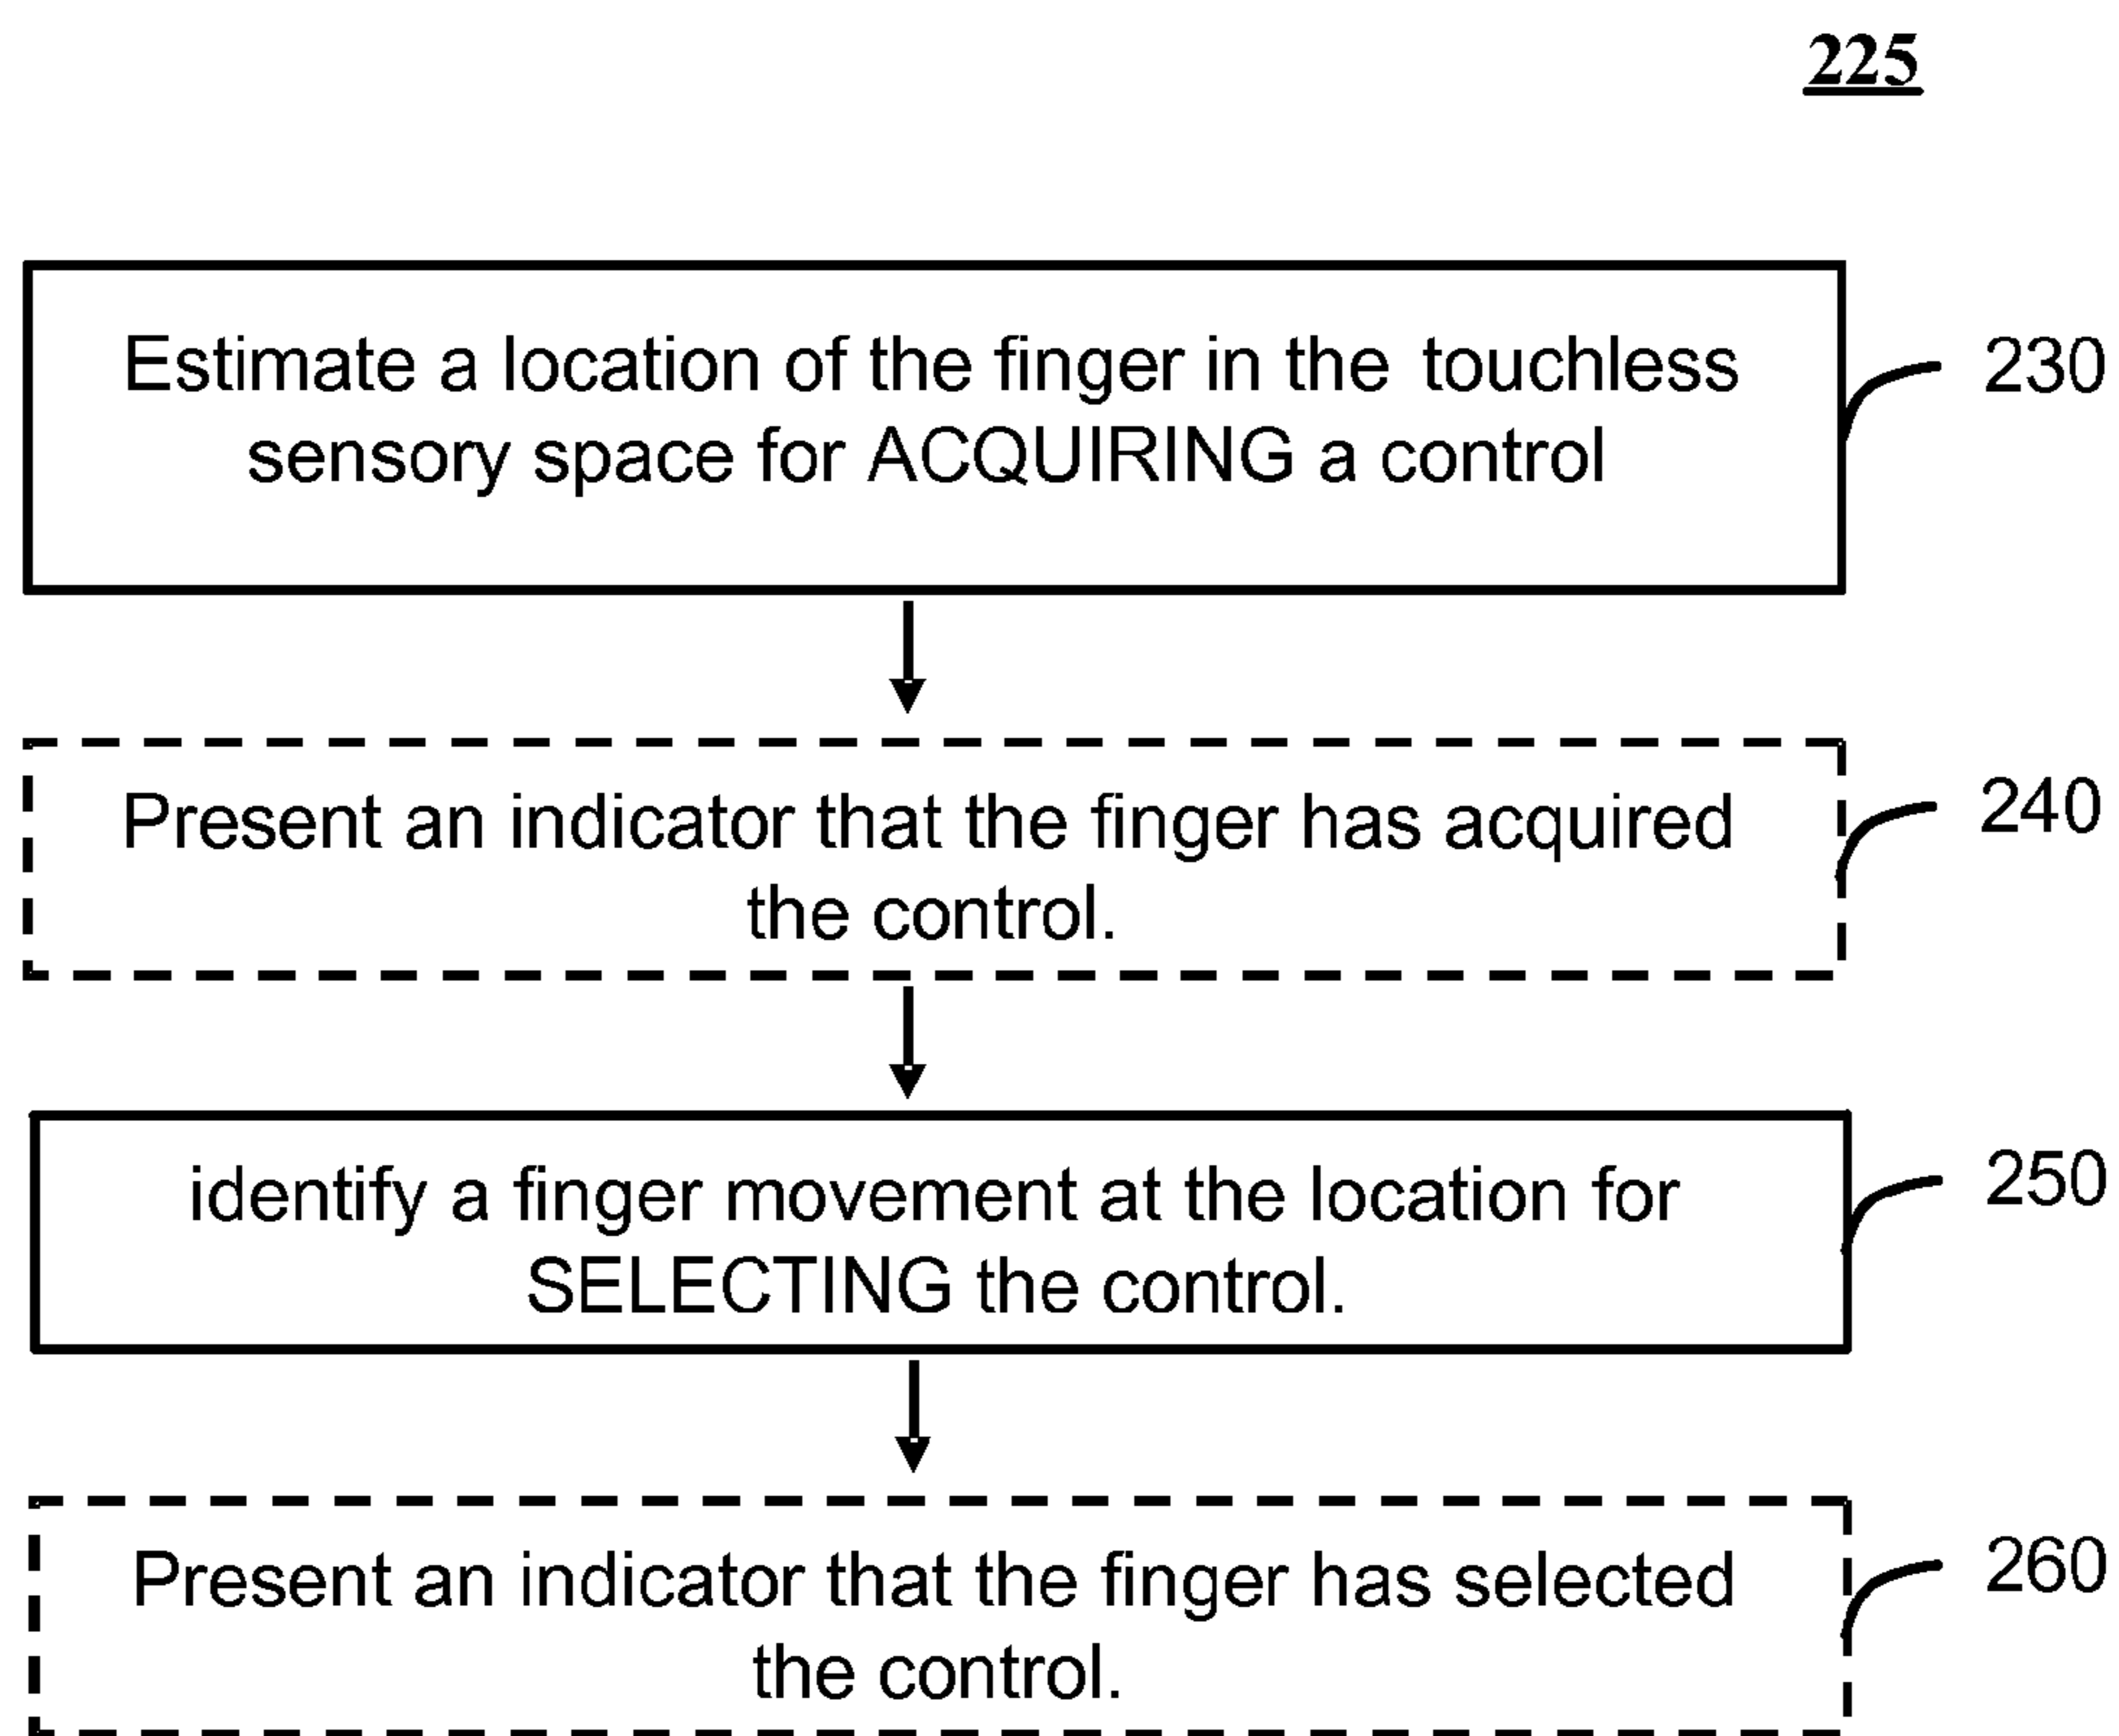 225
Estimate a location of the finger in the touchless
sensory space for ACQUIRING a control
230
Present an indicator that the finger has acquired
the control.
240
identify a finger movement at the location for
SELECTING the control.
250
Present an indicator that the finger has selected
the control.
260